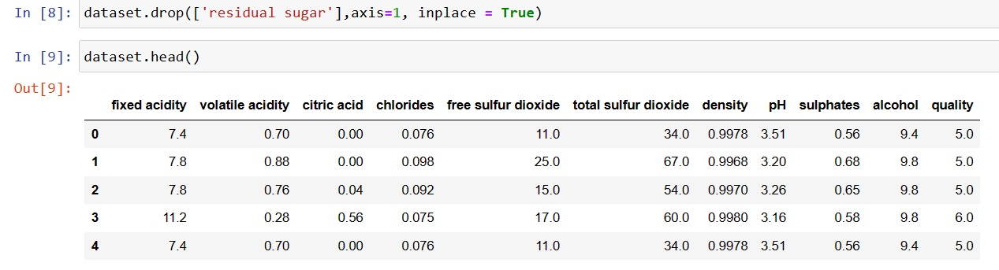 In [8]: dataset.drop(['residual sugar'],axis=1, inplace = True)
In [9]: dataset.head()
Out[9]:
fixed acidity volatile acidity citric acid chlorides free sulfur dioxide total sulfur dioxide density pH sulphates alcohol quality
0 7.4 0.70 0.00 0.076 11.0 34.0 0.9978 3.51 0.56 9.4 5.0
1 7.8 0.88 0.00 0.098 25.0 67.0 0.9968 3.20 0.68 9.8 5.0
2 7.8 0.76 0.04 0.092 15.0 54.0 0.9970 3.26 0.65 9.8 5.0
3 11.2 0.28 0.56 0.075 17.0 60.0 0.9980 3.16 0.58 9.8 6.0
4 7.4 0.70 0.00 0.076 11.0 34.0 0.9978 3.51 0.56 9.4 5.0